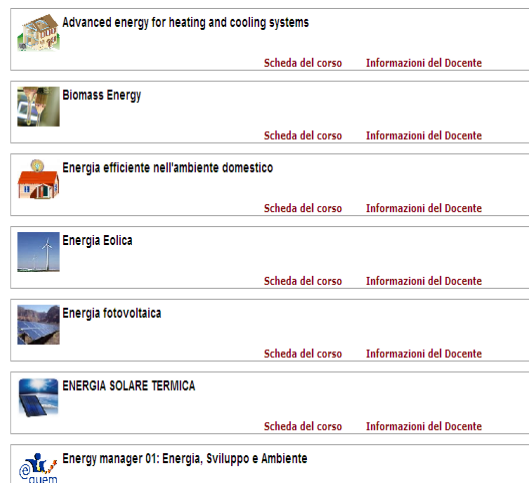 Advanced energy for heating and cooling systems
Scheda del corso Informazioni del Docente
Biomass Energy
Scheda del corso Informazioni del Docente
Energia efficiente nell'ambiente domestico
Scheda del corso Informazioni del Docente
Energia Eolica
Scheda del corso Informazioni del Docente
Energia fotovoltaica
Scheda del corso Informazioni del Docente
ENERGIA SOLARE TERMICA
Scheda del corso Informazioni del Docente
Energy manager 01: Energia, Sviluppo e Ambiente
e quem